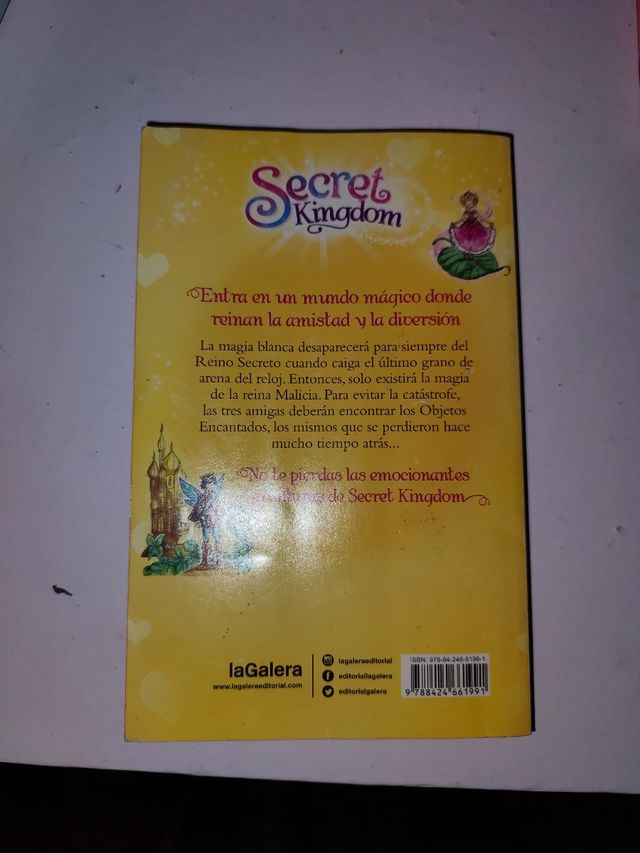 Secret
Kingdom
Entra en un mundo mágico donde
reinan la amistad y la diversión
La magia blanca desaparecerá para siempre del
Reino Secreto cuando caiga el último grano de
arena del reloj. Entonces, solo existirá la magia
de la reina Malicia. Para evitar la catástrofe,
las tres amigas deberán encontrar los Objetos
Encantados, los mismos que se perdieron hace
mucho tiempo atrás...
No te pierdas las emocionantes
aventuras de Secret Kingdom
laGalera
www.lagaleraeditorial.com
lagaleraeditorial
editoriallagalera
editorialgalera
ISBN: 978-84-246-6199-1
9788424661991